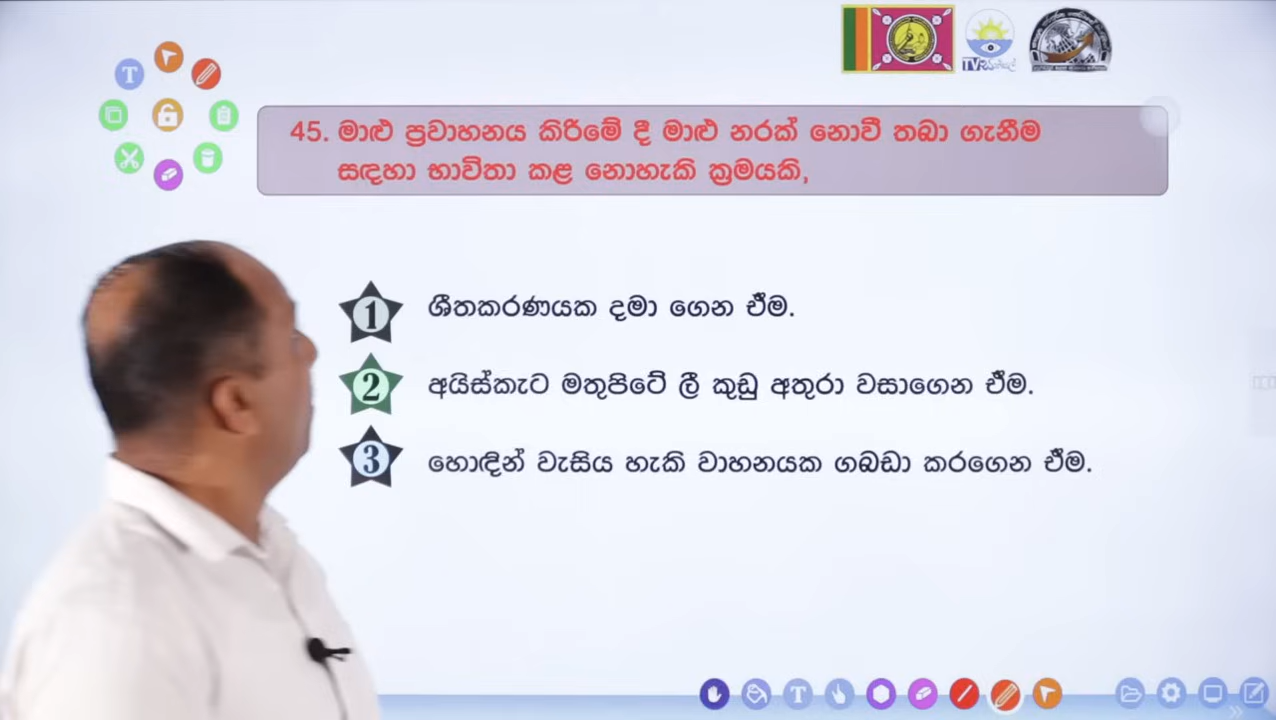 45. මාළු ප්‍රවාහනය කිරීමේ දී මාළු නරක් නොවී තබා ගැනීම
සඳහා භාවිතා කළ නොහැකි ක්‍රමයකි,
1 ශීතකරණයක දමා ගෙන ඒම.
2 අයිස්කැට මතුපිටේ ලී කුඩු අතුරා වසාගෙන ඒම.
3 හොඳින් වැසිය හැකි වාහනයක ගබඩා කරගෙන ඒම.